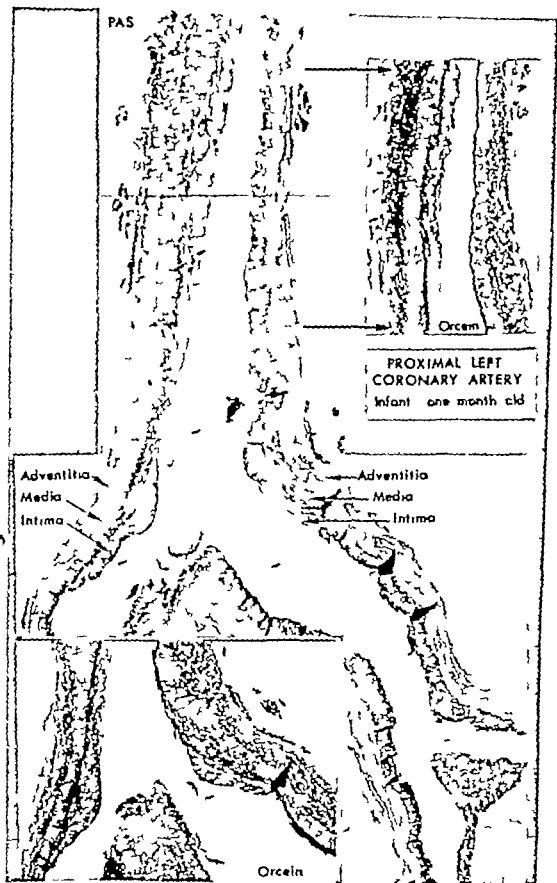 PAS
Orcein
PROXIMAL LEFT
CORONARY ARTERY
Infant one month old
Adventitia
Media
Intima
Adventitia
Media
Intima
Orcein